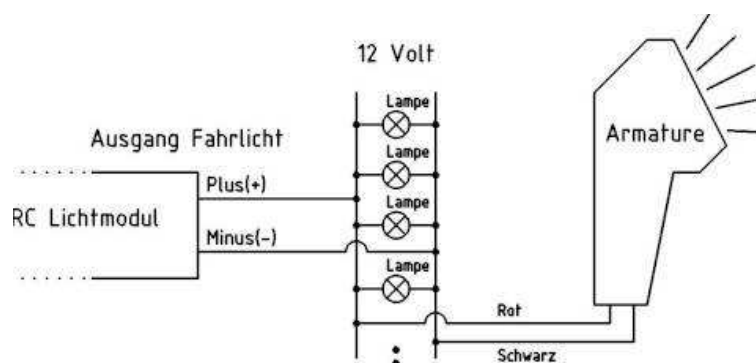 12 Volt
Lampe
Ausgang Fahrlicht
Armature
Lampe
Plus(+)
RC Lichtmodul
Lampe
Minus(-)
Lampe
Rot
Schwarz